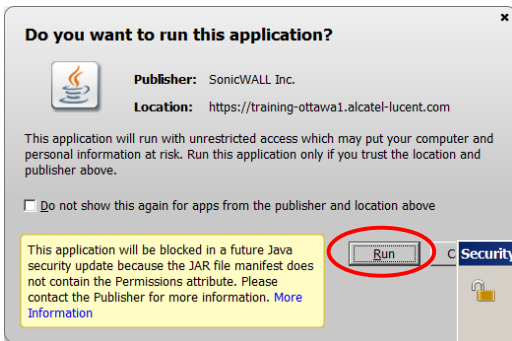 Do you want to run this application?
Publisher: SonicWALL Inc.
Location: https://training-ottawa1.alcatel-lucent.com
This application will run with unrestricted access which may put your computer and
personal information at risk. Run this application only if you trust the location and
publisher above.
Do not show this again for apps from the publisher and location above
This application will be blocked in a future Java
security update because the JAR file manifest does
not contain the Permissions attribute. Please
contact the Publisher for more information. More
Information
Run
C
Security